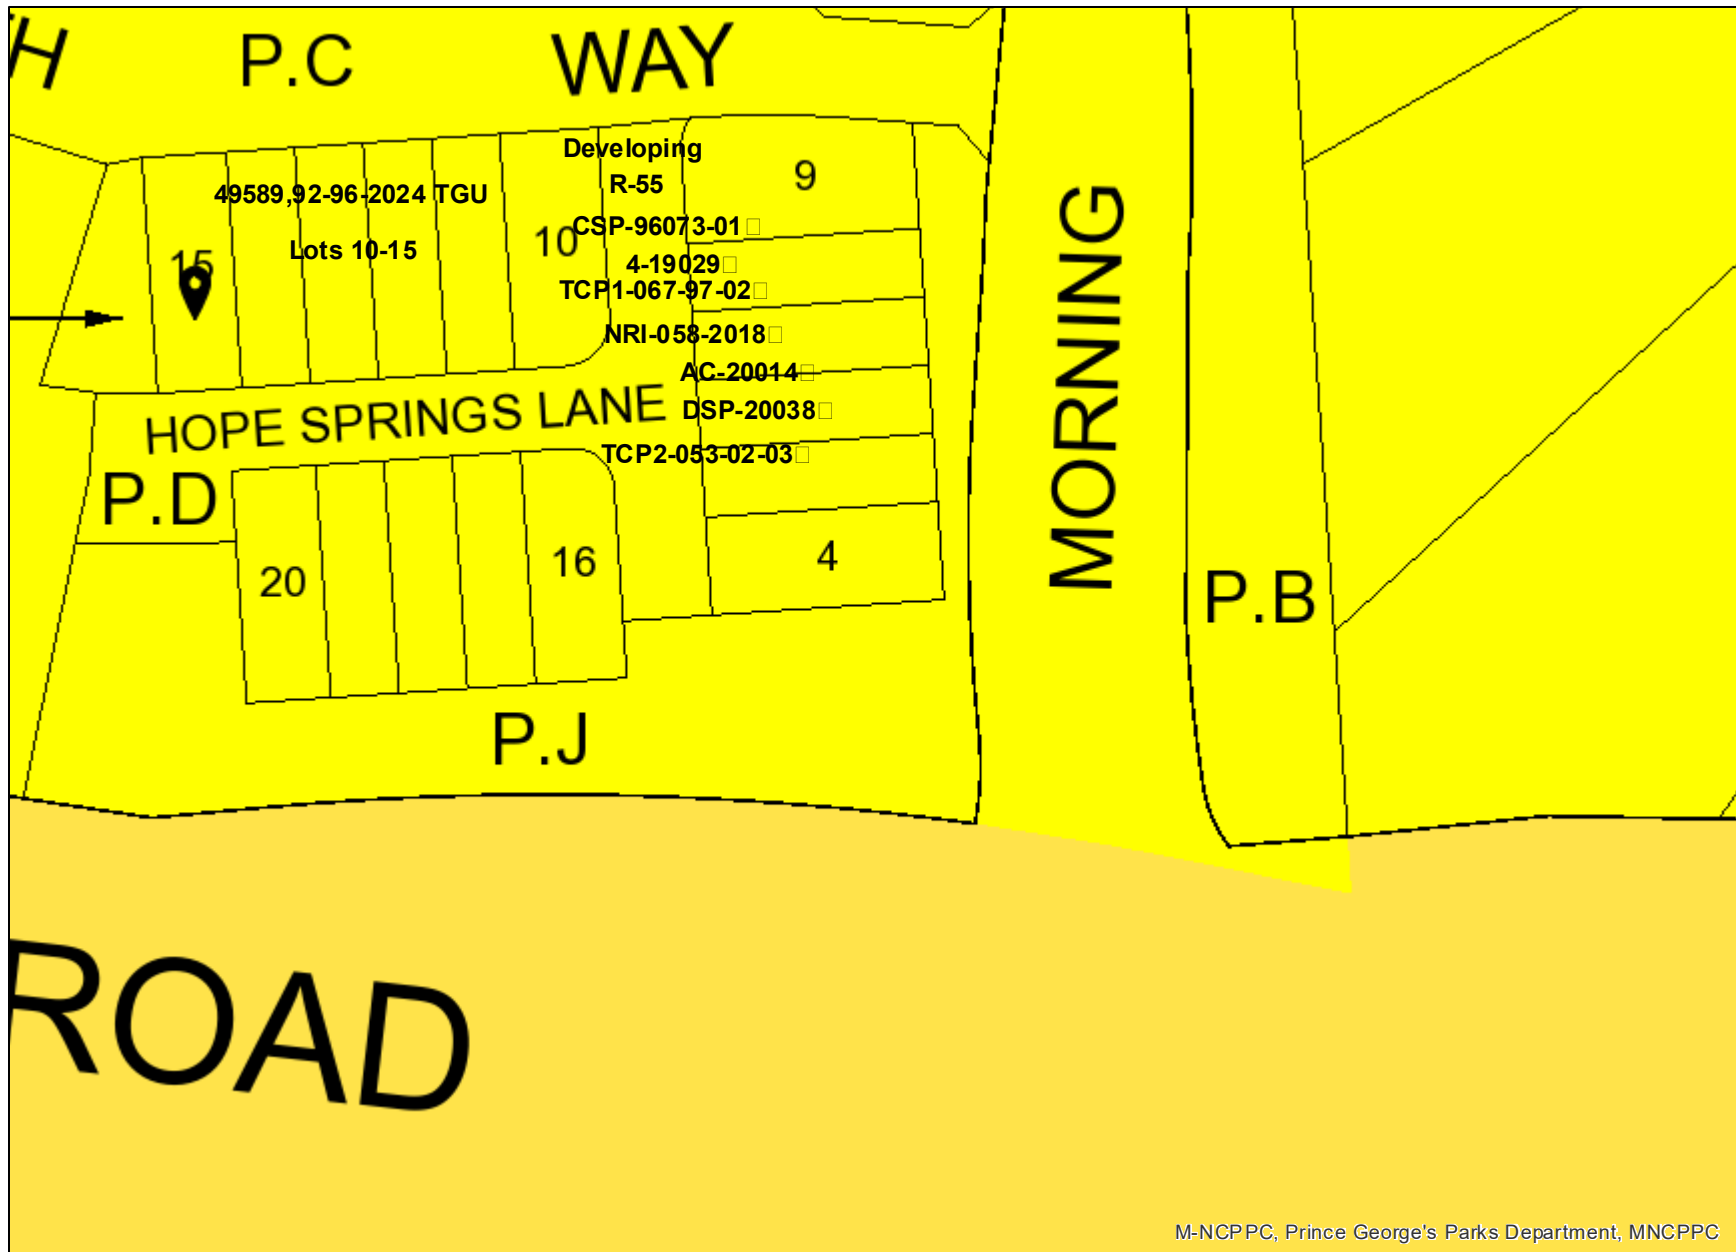 H
P.C
WAY
Developing
R-55
9
49589,92-96-2024 TGU
CSP-96073-01
10
Lots 10-15
15
4-19029
TCP1-067-97-02
NRI-058-2018
AC-20014
HOPE SPRINGS LANE
DSP-20038
TCP2-053-02-03
MORNING
P.D
20
16
4
P.B
P.J
ROAD
M-NCPPC, Prince George's Parks Department, MNCPPC